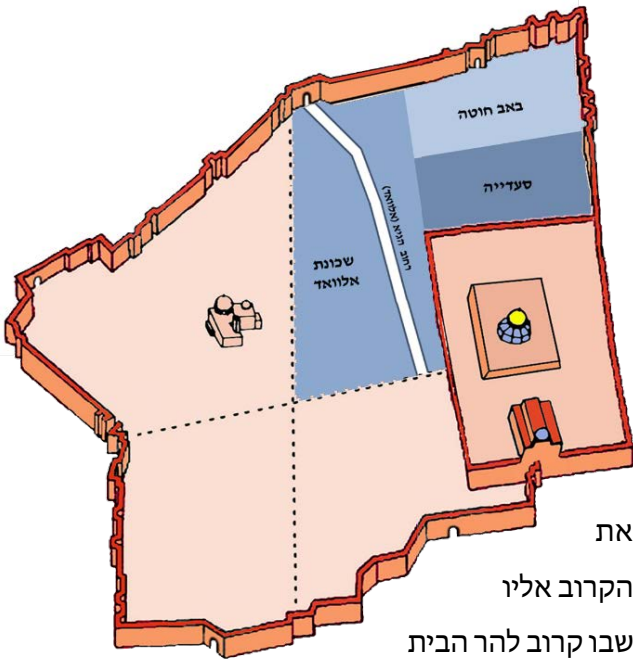 באב חוטה
סעדייה
רחוב הגיא (אלוואד)
שכונת
אלוואד
את
הקרוב אליו
שבו קרוב להר הבית